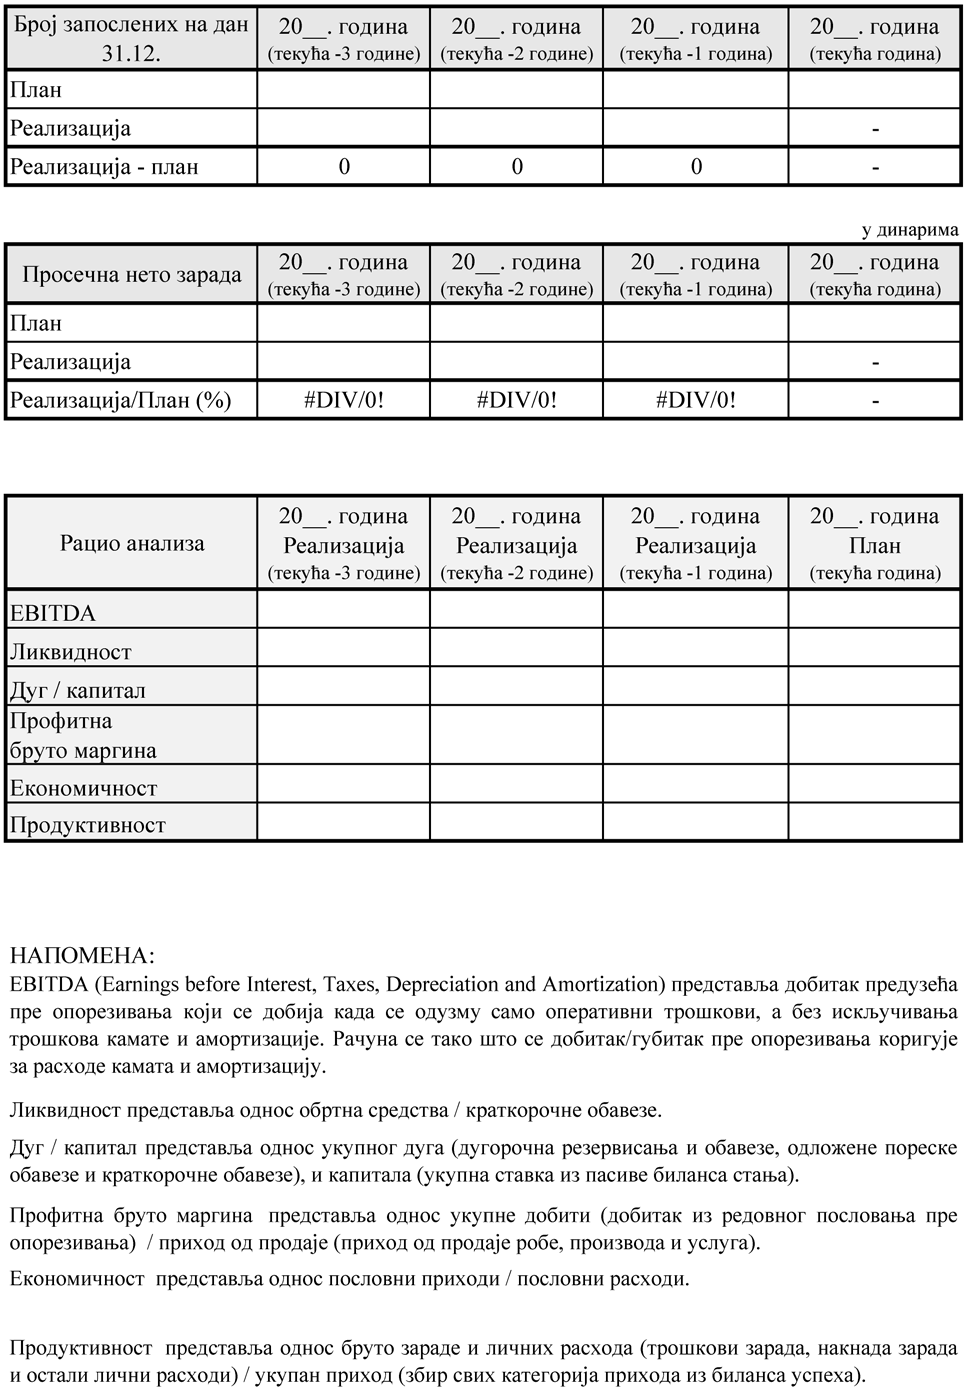 Број запослених на дан 31.12. 20__. година (текућа -3 године) 20__. година (текућа -2 године) 20__. година (текућа -1 година) 20__. година (текућа година)
План
Реализација -
Реализација - план 0 0 0 -
у динарима
Просечна нето зарада 20__. година (текућа -3 године) 20__. година (текућа -2 године) 20__. година (текућа -1 година) 20__. година (текућа година)
План
Реализација -
Реализација/План (%) #DIV/0! #DIV/0! #DIV/0! -
Рацио анализа 20__. година Реализација (текућа -3 године) 20__. година Реализација (текућа -2 године) 20__. година Реализација (текућа -1 година) 20__. година План (текућа година)
EBITDA
Ликвидност
Дуг / капитал
Профитна
бруто маргина
Економичност
Продуктивност
НАПОМЕНА:
EBITDA (Earnings before Interest, Taxes, Depreciation and Amortization) представља добитак предузећа
пре опорезивања који се добија када се одузму само оперативни трошкови, а без искључивања
трошкова камате и амортизације. Рачуна се тако што се добитак/губитак пре опорезивања коригује
за расходе камата и амортизацију.
Ликвидност представља однос обртна средства / краткорочне обавезе.
Дуг / капитал представља однос укупног дуга (дугорочна резервисања и обавезе, одложене пореске
обавезе и краткорочне обавезе), и капитала (укупна ставка из пасиве биланса стања).
Профитна бруто маргина представља однос укупне добити (добитак из редовног пословања пре
опорезивања) / приход од продаје (приход од продаје робе, производа и услуга).
Економичност представља однос пословни приходи / пословни расходи.
Продуктивност представља однос бруто зараде и личних расхода (трошкови зарада, накнада зарада
и остали лични расходи) / укупан приход (збир свих категорија прихода из биланса успеха).